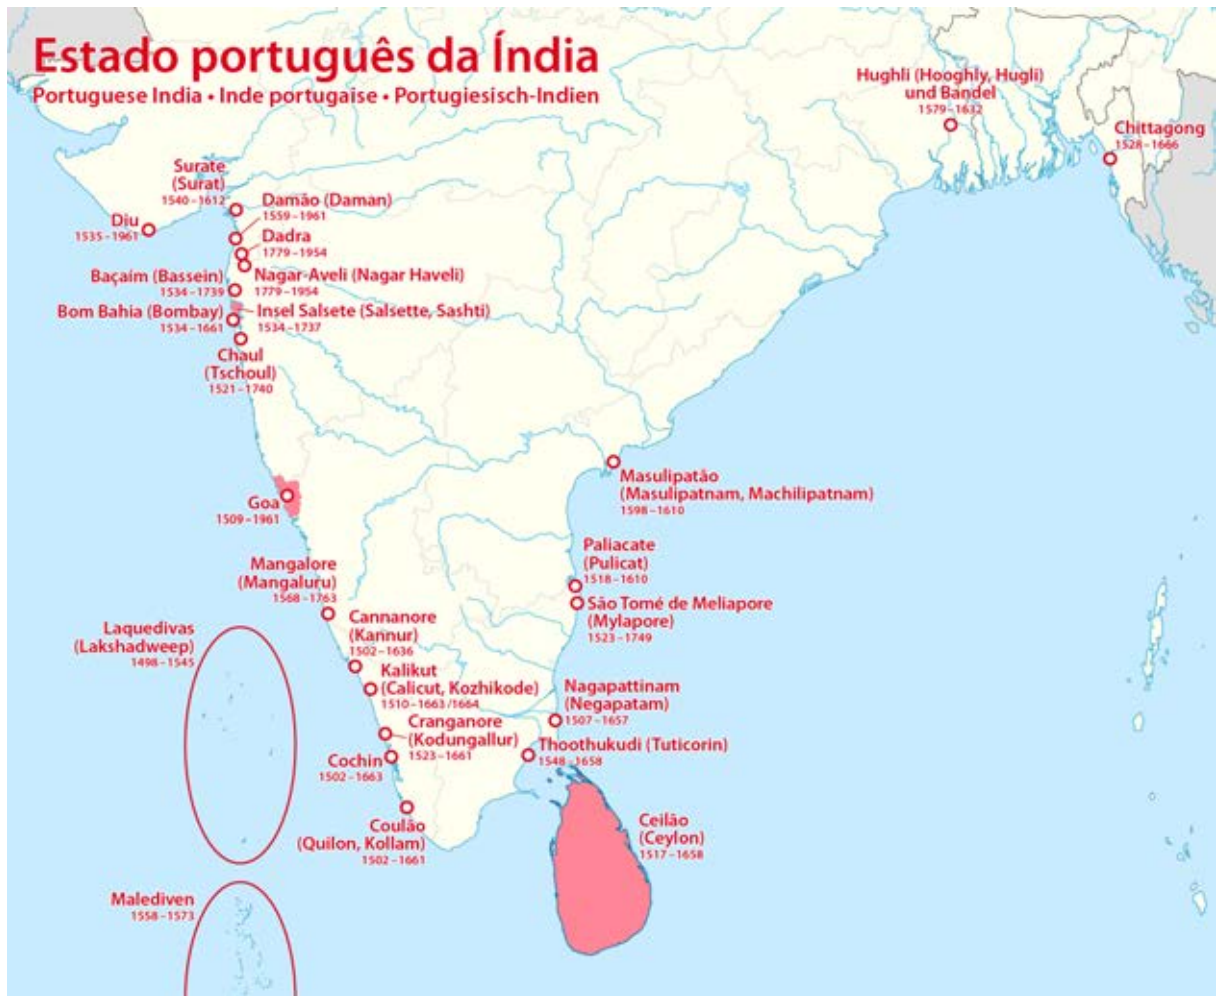 Estado português da Índia
Portuguese India • Inde portugaise • Portugiesisch-Indien
Hughli (Hooghly, Hugli)
und Bandel
1579–1632
Chittagong
1528–1666
Surate
(Surat)
1540–1612
Diu
1535–1961
Damão (Daman)
1559–1961
Dadra
1779–1954
Nagar-Aveli (Nagar Haveli)
1779–1954
Baçaím (Bassein)
1534–1739
Bom Bahia (Bombay)
1534–1661
Insel Salsete (Salsette, Sashti)
1534–1737
Chaul
(Tschoul)
1521–1740
Goa
1509–1961
Masulipatão
(Masulipatnam, Machilipatnam)
1598–1610
Paliacate
(Pulicat)
1518–1610
São Tomé de Meliapore
(Mylapore)
1523–1749
Mangalore
(Mangaluru)
1568–1763
Cannanore
(Kannur)
1502–1636
Laquedivas
(Lakshadweep)
1498–1545
Kalikut
(Calicut, Kozhikode)
1510–1663/1664
Nagapattinam
(Negapatam)
1507–1657
Cranganore
(Kodungallur)
1523–1661
Thoothukudi (Tuticorin)
1548–1658
Cochin
1502–1663
Coulão
(Quilon, Kollam)
1502–1661
Ceilão
(Ceylon)
1517–1658
Malediven
1558–1573